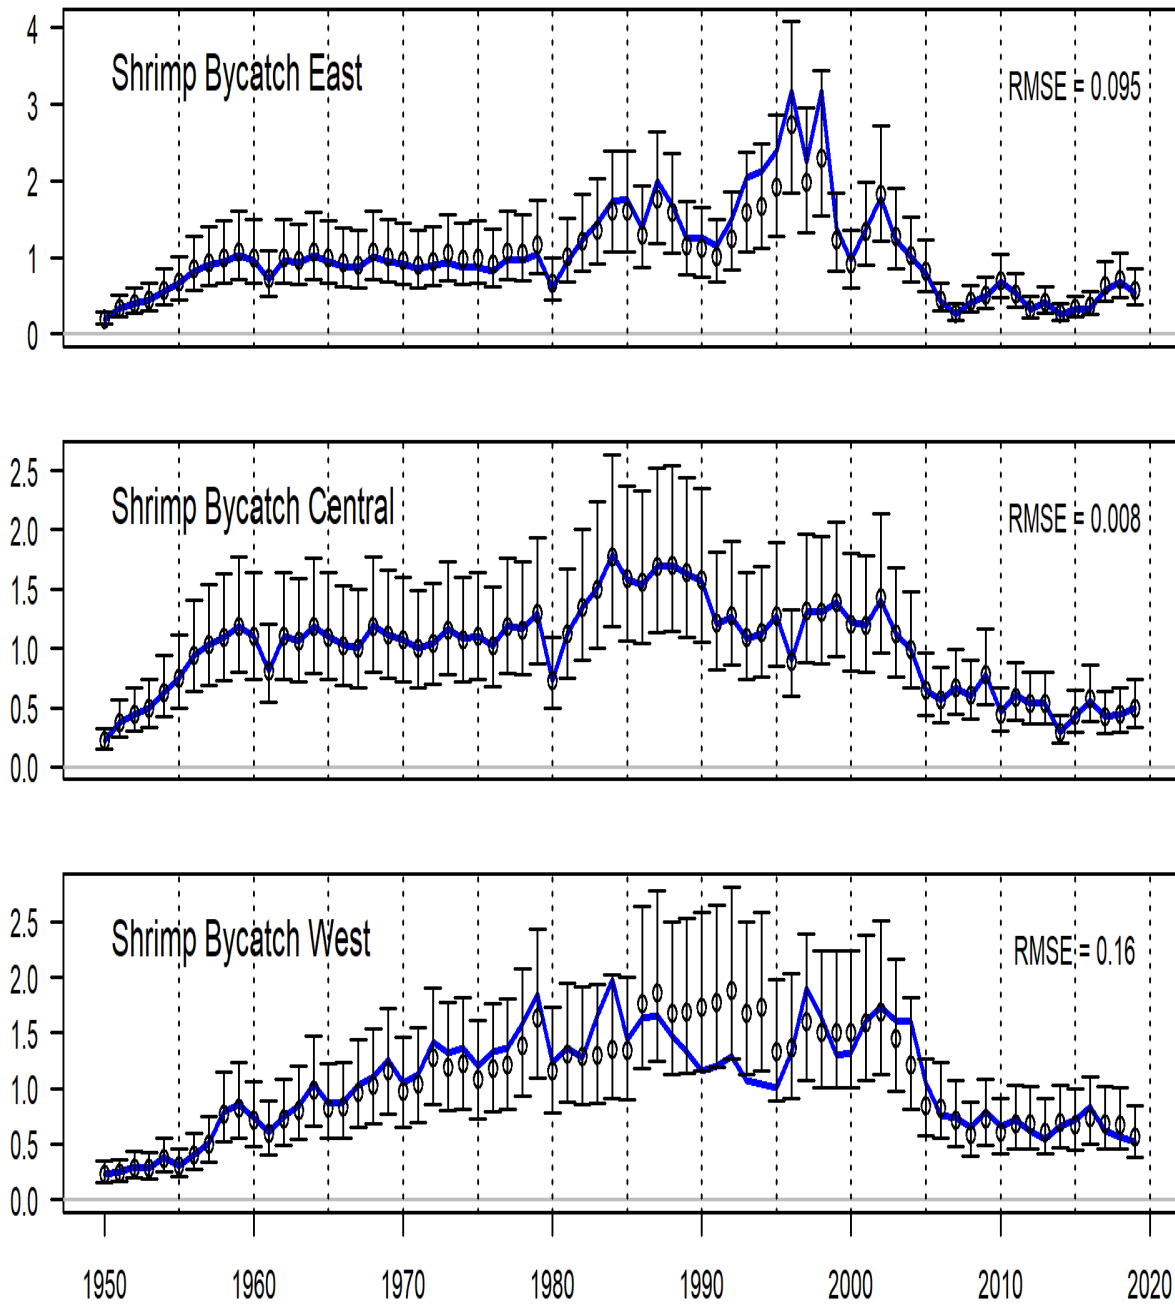 4
Shrimp Bycatch East
RMSE = 0.095
3
2
1
0
2.5
Shrimp Bycatch Central
RMSE = 0.008
2.0
1.5
1.0
0.5
0.0
2.5
Shrimp Bycatch West
RMSE = 0.16
2.0
1.5
1.0
0.5
0.0
1950 1960 1970 1980 1990 2000 2010 2020